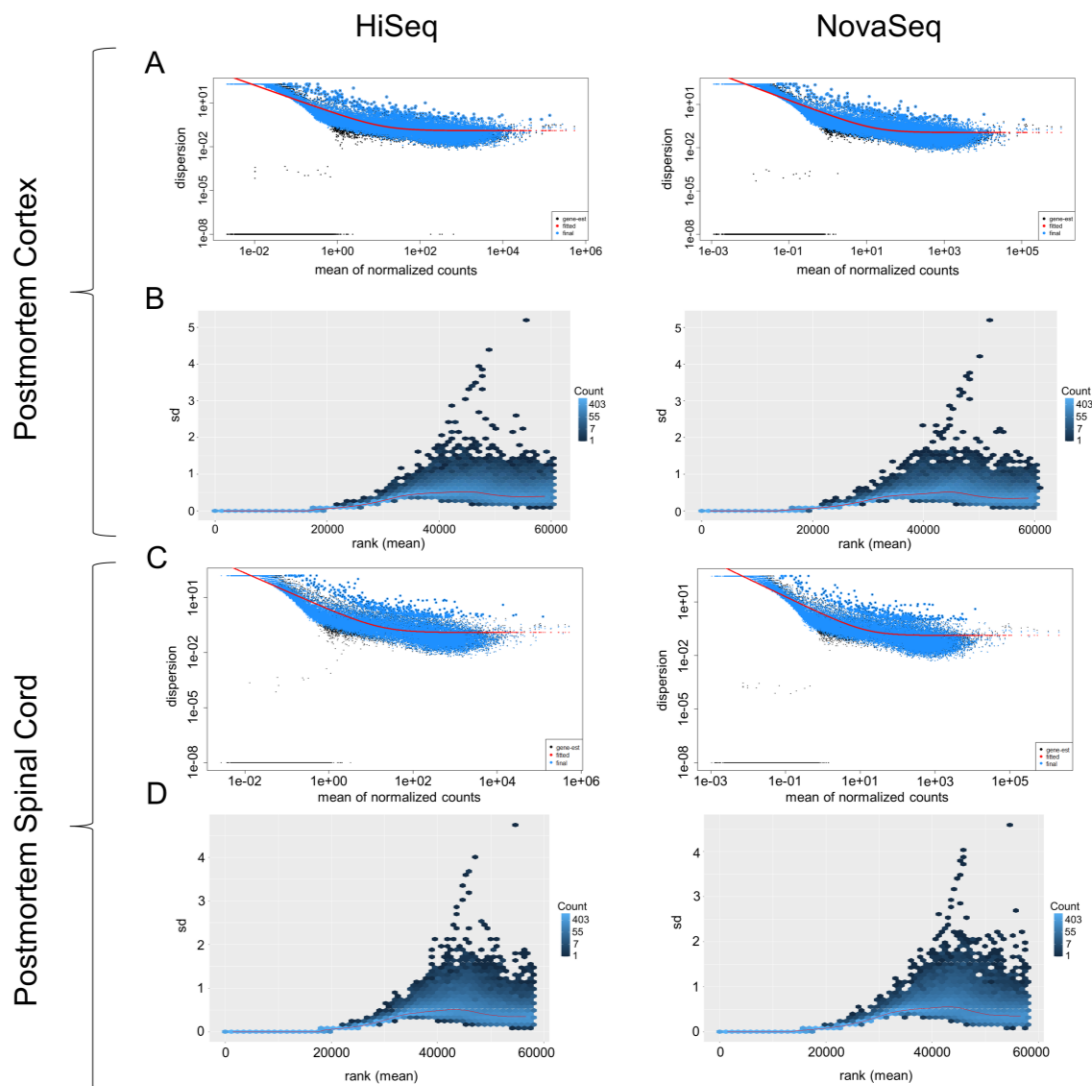 HiSeq
NovaSeq
Postmortem Cortex
A
1e+01
1e-02
1e-05
1e-08
dispersion
1e-02
1e+00
1e+02
1e+04
1e+06
mean of normalized counts
gene-est
fitted
final
1e+01
1e-02
1e-05
1e-08
dispersion
1e-03
1e-01
1e+01
1e+03
1e+05
mean of normalized counts
gene-est
fitted
final
B
5
4
3
2
1
0
sd
0
20000
40000
60000
rank (mean)
Count
403
55
7
1
5
4
3
2
1
0
sd
0
20000
40000
60000
rank (mean)
Count
403
55
7
1
Postmortem Spinal Cord
C
1e+01
1e-02
1e-05
1e-08
dispersion
1e-02
1e+00
1e+02
1e+04
1e+06
mean of normalized counts
gene-est
fitted
final
1e+01
1e-02
1e-05
1e-08
dispersion
1e-03
1e-01
1e+01
1e+03
1e+05
mean of normalized counts
gene-est
fitted
final
D
4
3
2
1
0
sd
0
20000
40000
60000
rank (mean)
Count
403
55
7
1
4
3
2
1
0
sd
0
20000
40000
60000
rank (mean)
Count
403
55
7
1